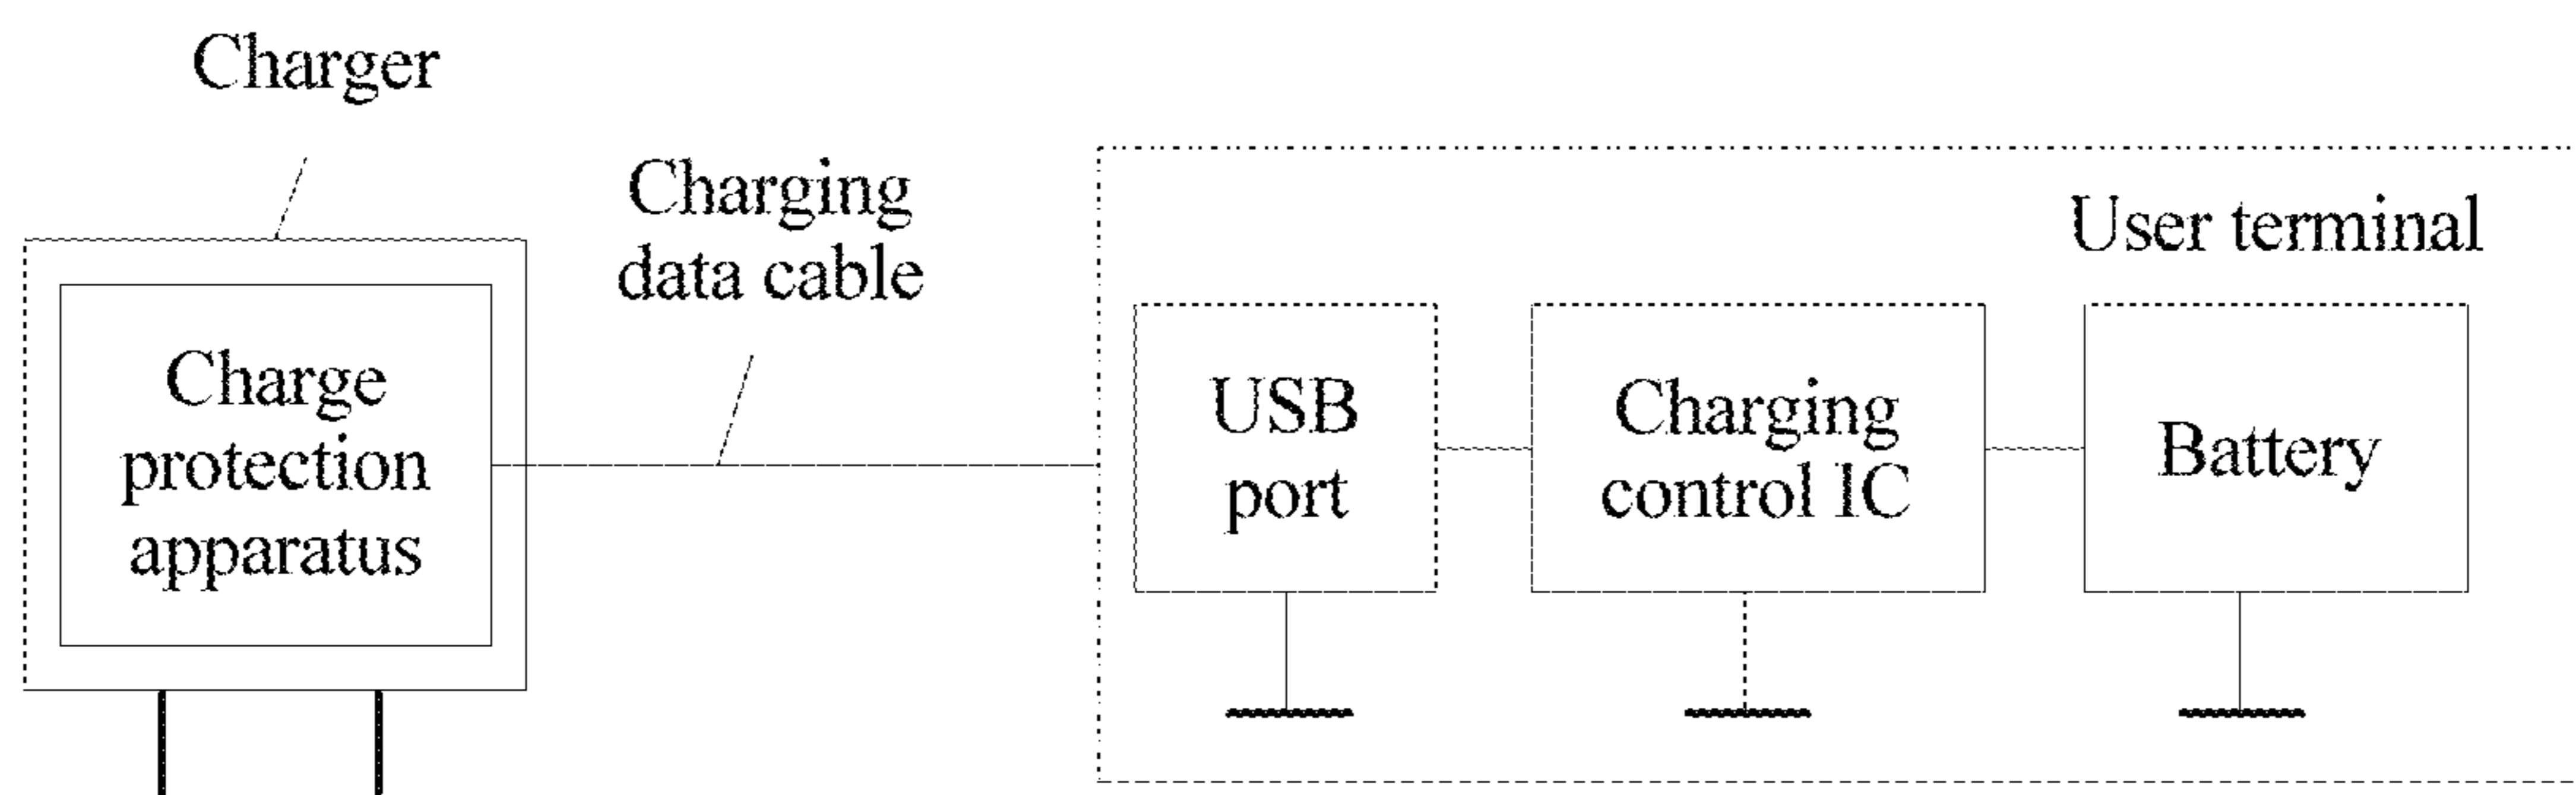 Charger
Charging
data cable
User terminal
Charge
protection
apparatus
USB
port
Charging
control IC
Battery